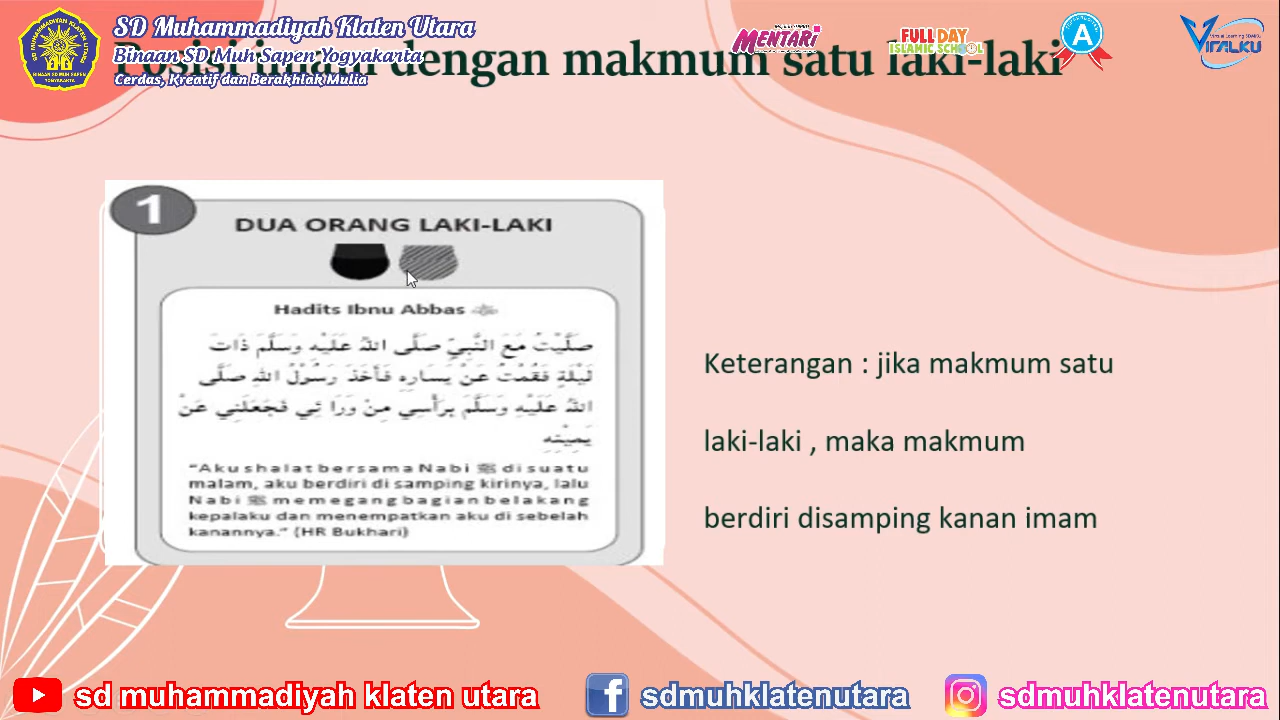 SD Muhammadiyah Klaten Utara
Binaan SD Muh Sapen Yogyakarta
Cerdas, Kreatif dan Berakhlak Mulia
MENTARI
FULL DAY
ISLAMIC SCHOOL
A
VIRALKU
dengan makmum satu laki-laki
1
DUA ORANG LAKI-LAKI
Hadits Ibnu Abbas
صَلَّيْتُ مَعَ النَّبِيِّ صَلَّى اللهُ عَلَيْهِ وَسَلَّمَ ذَاتَ
لَيْلَةٍ فَقُمْتُ عَنْ يَسَارِهِ فَأَخَذَ رَسُوْلُ اللهِ صَلَّى
اللهُ عَلَيْهِ وَسَلَّمَ بِرَأْسِي مِنْ وَرَا ئِي فَجَعَلَنِي عَنْ
يَمِيْنِهِ
“Aku shalat bersama Nabi ﷺ di suatu
malam, aku berdiri di samping kirinya, lalu
Nabi ﷺ memegang bagian belakang
kepalaku dan menempatkan aku di sebelah
kanannya.” (HR Bukhari)
Keterangan : jika makmum satu
laki-laki , maka makmum
berdiri disamping kanan imam
sd muhammadiyah klaten utara
sdmuhklatenutara
sdmuhklatenutara